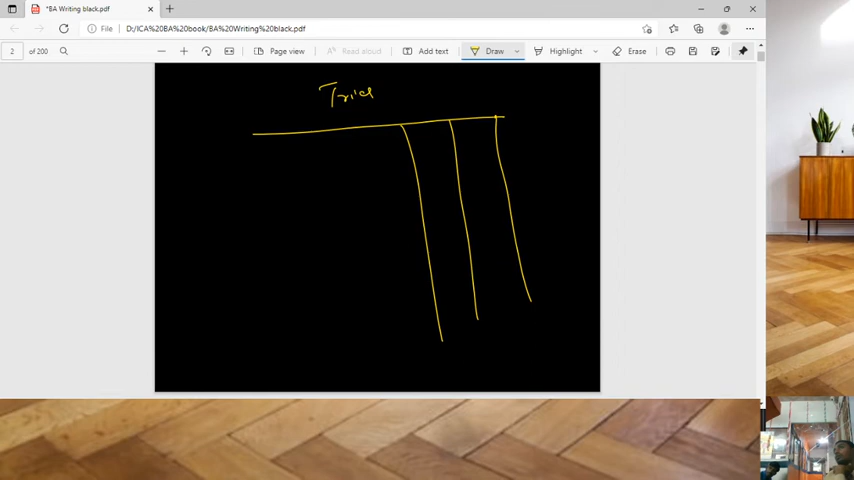 *BA Writing black.pdf
File D:/ICA%20BA%20book/BA%20Writing%20black.pdf
2 of 200 Page view Read aloud Add text Draw Highlight Erase
Trial